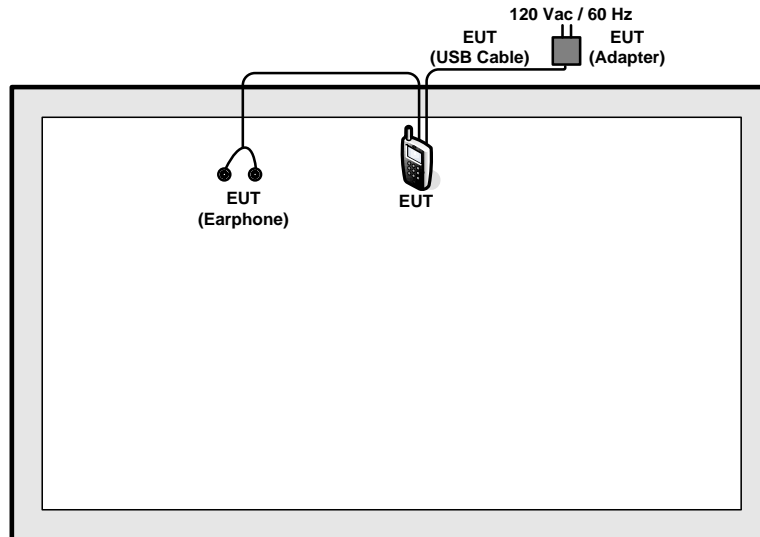 120 Vac / 60 Hz
EUT
(USB Cable)
EUT
(Adapter)
EUT
(Earphone)
EUT